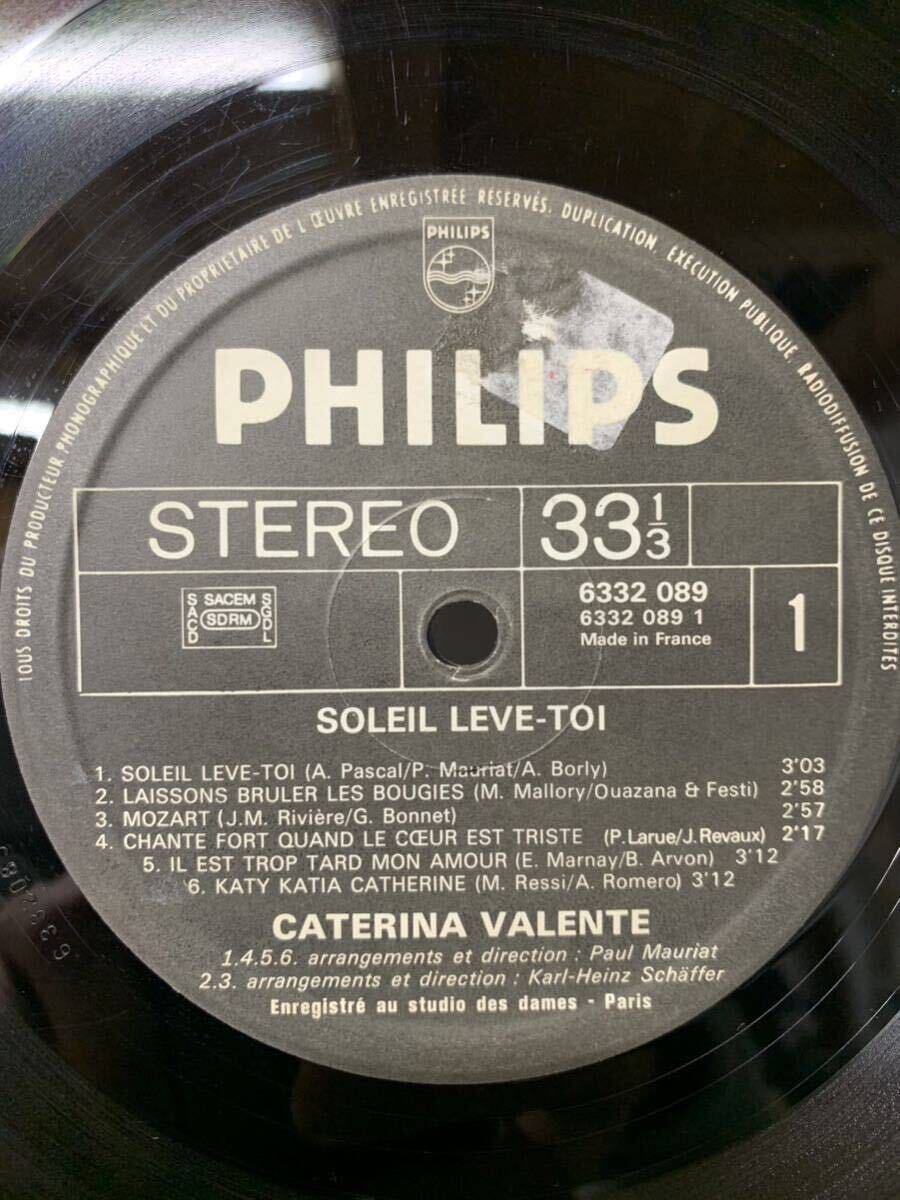 TOUS DROITS DU PRODUCTEUR PHONOGRAPHIQUE ET DU PROPRIETAIRE DE L'ŒUVRE ENREGISTRÉE RÉSERVÉS. DUPLICATION, EXECUTION PUBLIQUE, RADIODIFFUSION DE CE DISQUE INTERDITES
PHILIPS
PHILIPS
STEREO 33 1/3
SACD SACEM SDRM SGDL
6332 089
6332 089 1
Made in France
1
SOLEIL LEVE-TOI
1. SOLEIL LEVE-TOI (A. Pascal/P. Mauriat/A. Borly) 3'03
2. LAISSONS BRULER LES BOUGIES (M. Mallory/Ouazana & Festi) 2'58
3. MOZART (J.M. Rivière/G. Bonnet) 2'57
4. CHANTE FORT QUAND LE CŒUR EST TRISTE (P. Larue/J. Revaux) 2'17
5. IL EST TROP TARD MON AMOUR (E. Marnay/B. Arvon) 3'12
6. KATY KATIA CATHERINE (M. Ressi/A. Romero) 3'12
CATERINA VALENTE
1.4.5.6. arrangements et direction : Paul Mauriat
2.3. arrangements et direction : Karl-Heinz Schäffer
Enregistré au studio des dames - Paris